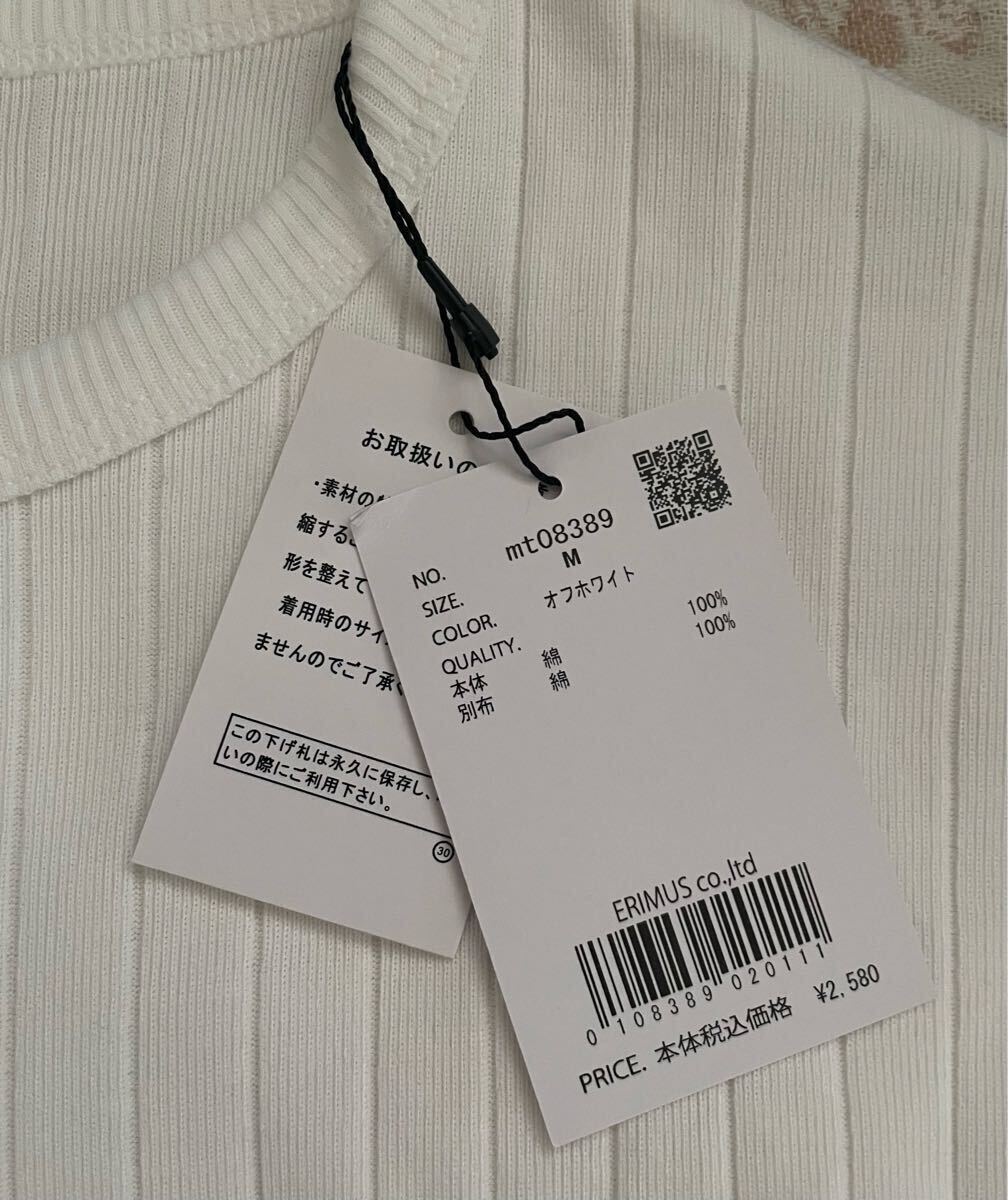 お取扱いの
・素材の
縮する
形を整えて
着用時のサイ
ませんのでご了承く
この下げ札は永久に保存し、
いの際にご利用下さい。
30
NO. mt08389
SIZE. M
COLOR. オフホワイト
QUALITY.
本体 綿 100%
別布 綿 100%
ERIMUS co.,ltd
0 108389 020111
PRICE. 本体税込価格 ¥2,580